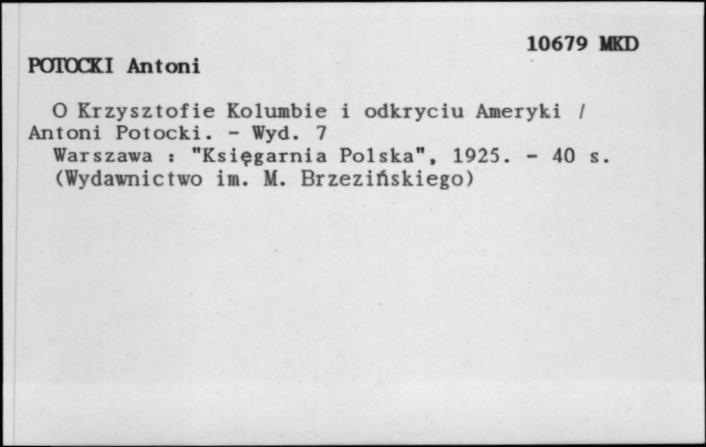 10679 MKD
POTOCKI Antoni
O Krzysztofie Kolumbie i odkryciu Ameryki /
Antoni Potocki. - Wyd. 7
Warszawa : "Księgarnia Polska", 1925. - 40 s.
(Wydawnictwo im. M. Brzezińskiego)